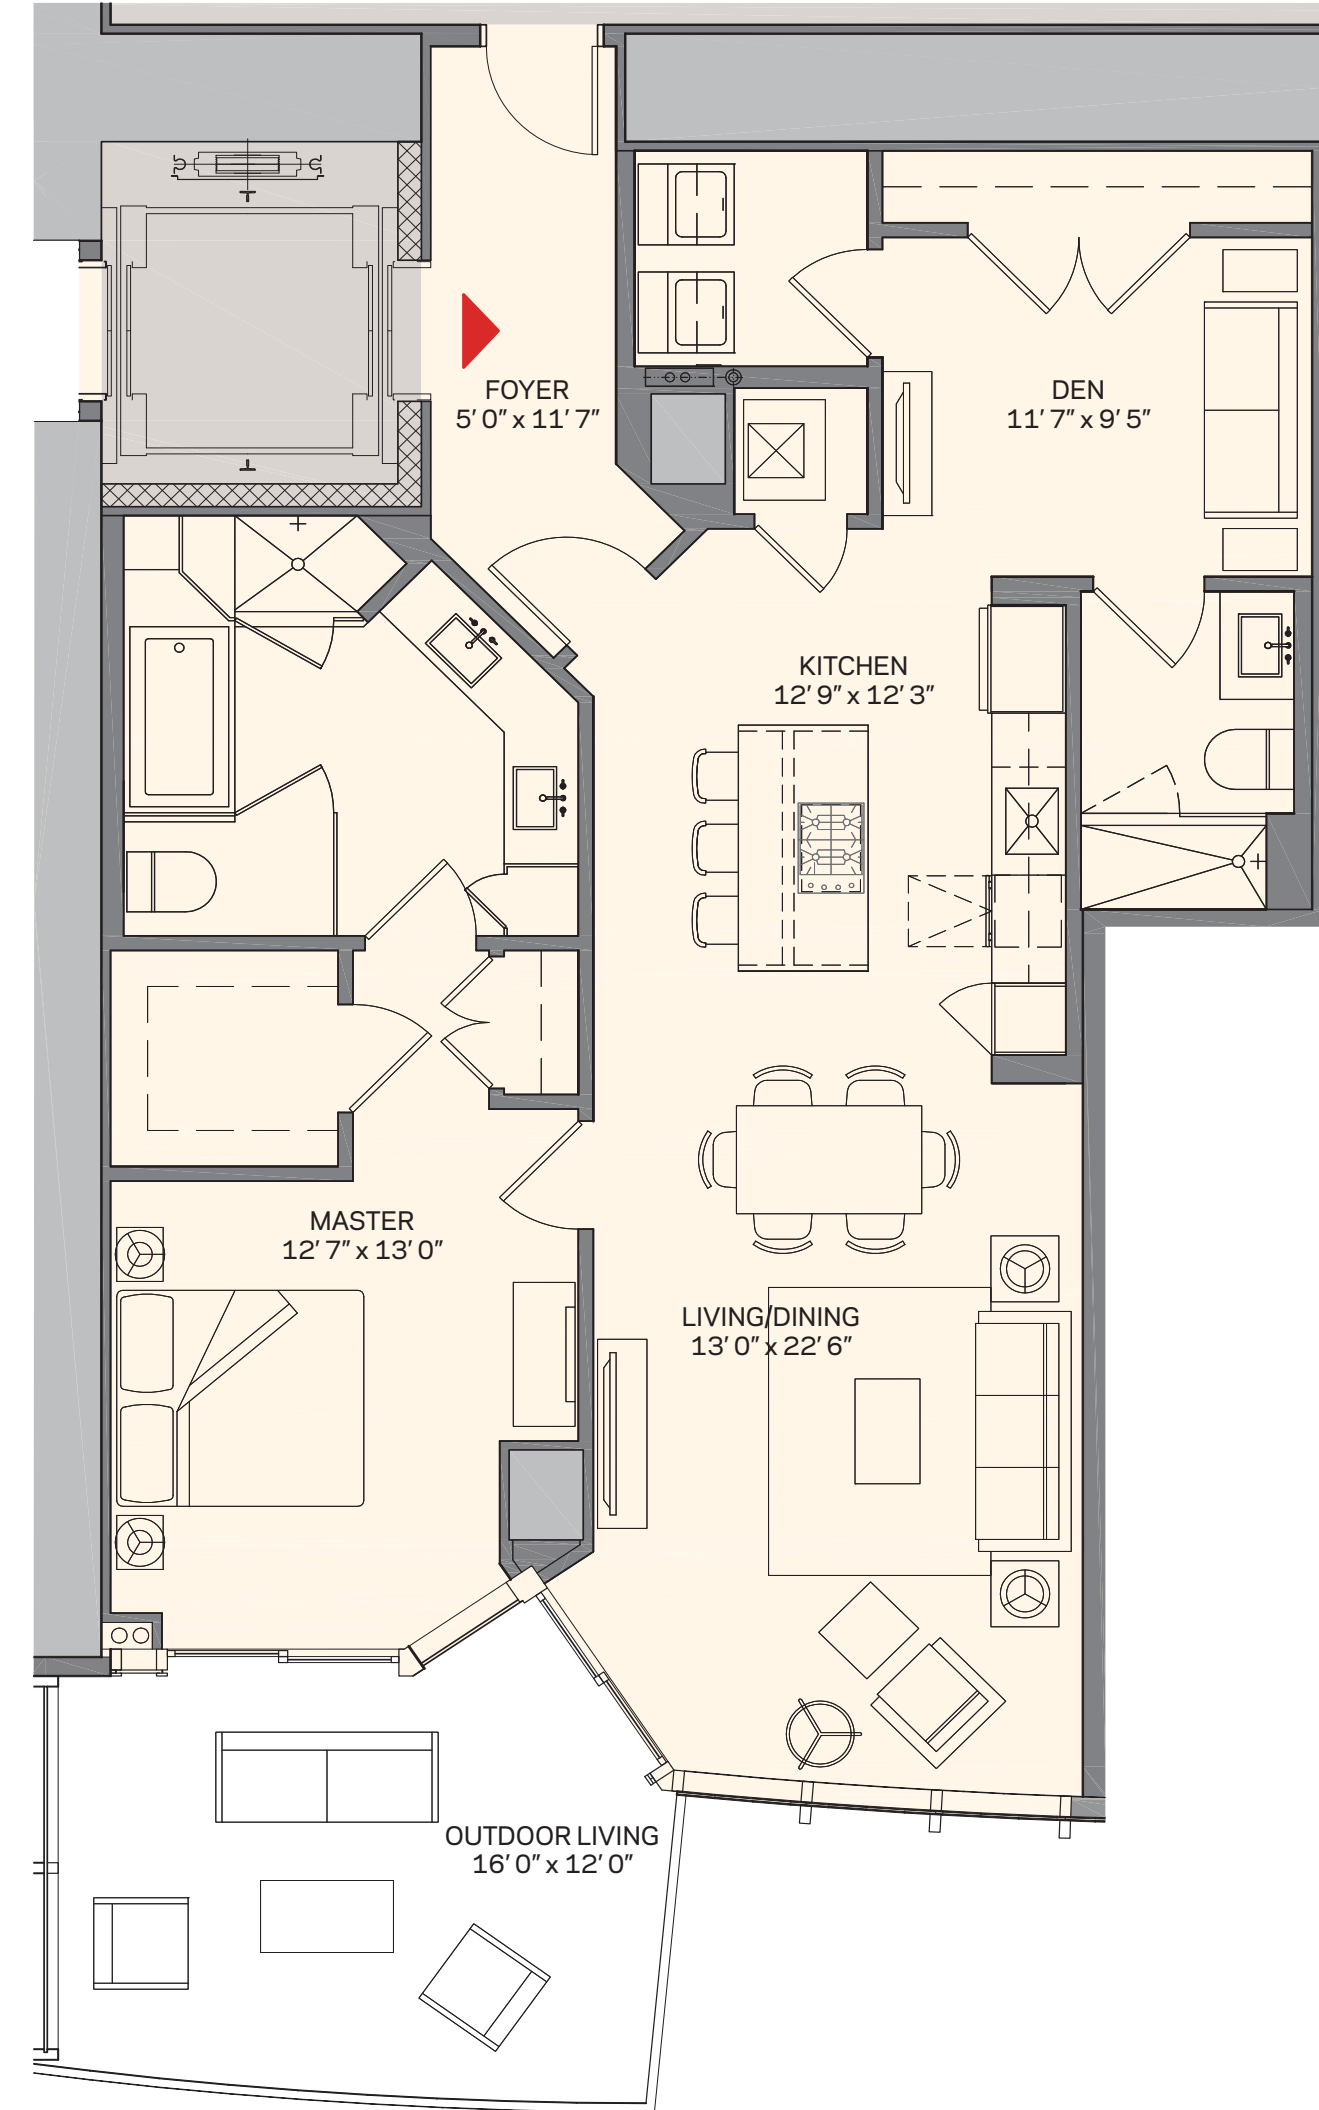 FOYER
5' 0" x 11' 7"
DEN
11' 7" x 9' 5"
KITCHEN
12' 9" x 12' 3"
MASTER
12' 7" x 13' 0"
LIVING/DINING
13' 0" x 22' 6"
OUTDOOR LIVING
16' 0" x 12' 0"